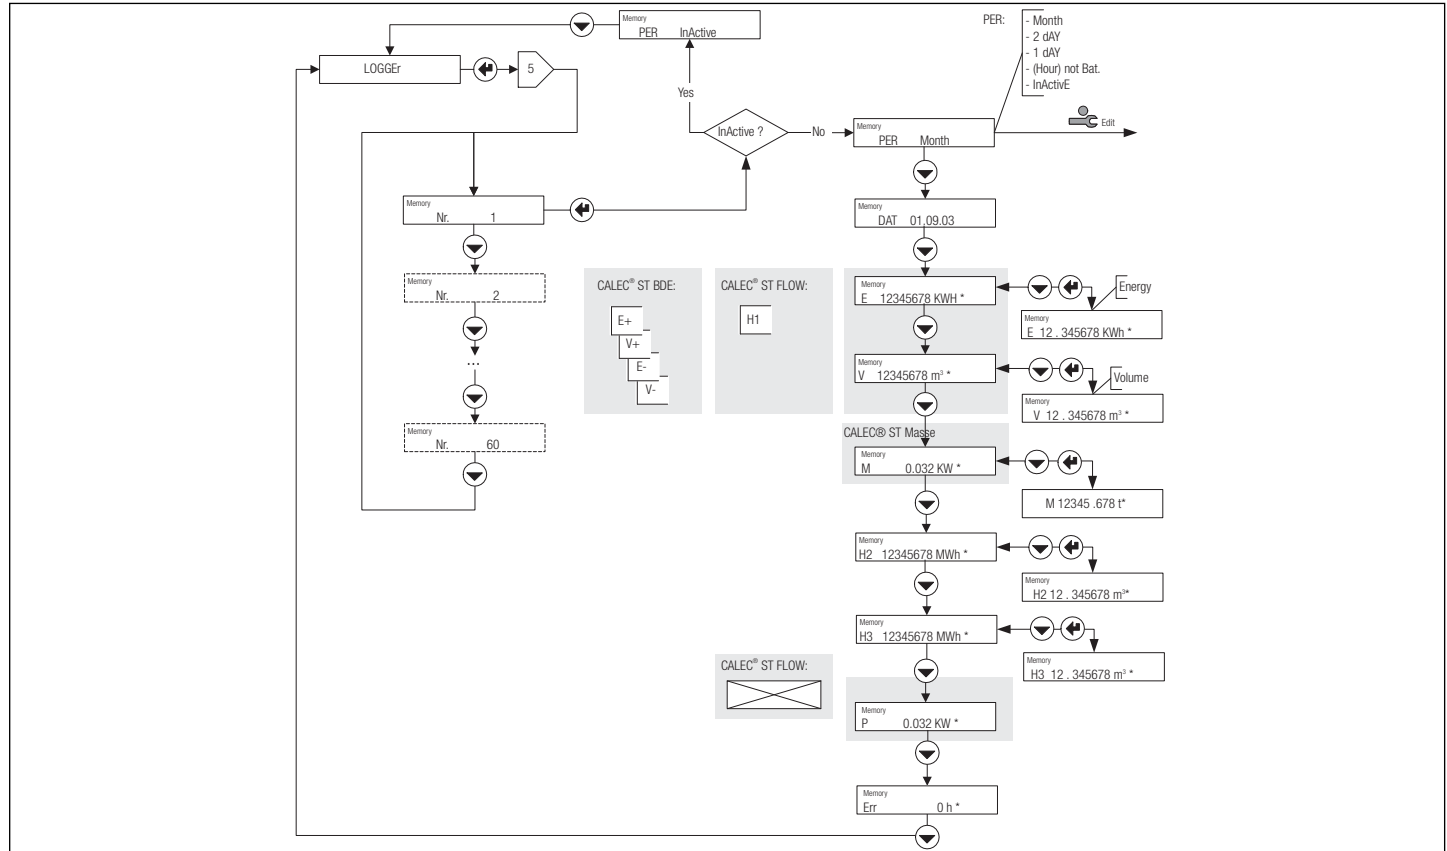 Memory
PER InActive
PER:
- Month
- 2 dAY
- 1 dAY
- (Hour) not Bat.
- InActivE
LOGGEr
5
Yes
InActive ?
No
Memory
PER Month
Edit
Memory
Nr. 1
Memory
DAT 01.09.03
Memory
Nr. 2
...
Memory
Nr. 60
CALEC® ST BDE:
E+
V+
E-
V-
CALEC® ST FLOW:
H1
Memory
E 12345678 KWH *
Energy
Memory
E 12 . 345678 KWh *
Memory
V 12345678 m³ *
Volume
Memory
V 12 . 345678 m³ *
CALEC® ST Masse
Memory
M 0.032 KW *
M 12345 .678 t*
Memory
H2 12345678 MWh *
Memory
H2 12 . 345678 m³*
Memory
H3 12345678 MWh *
Memory
H3 12 . 345678 m³ *
CALEC® ST FLOW:
Memory
P 0.032 KW *
Memory
Err 0 h *